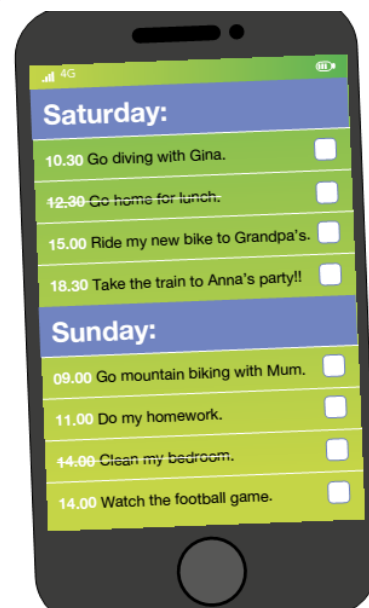 4G
Saturday:
10.30 Go diving with Gina.
12.30 Go home for lunch.
15.00 Ride my new bike to Grandpa's.
18.30 Take the train to Anna's party!!
Sunday:
09.00 Go mountain biking with Mum.
11.00 Do my homework.
14.00 Clean my bedroom.
14.00 Watch the football game.